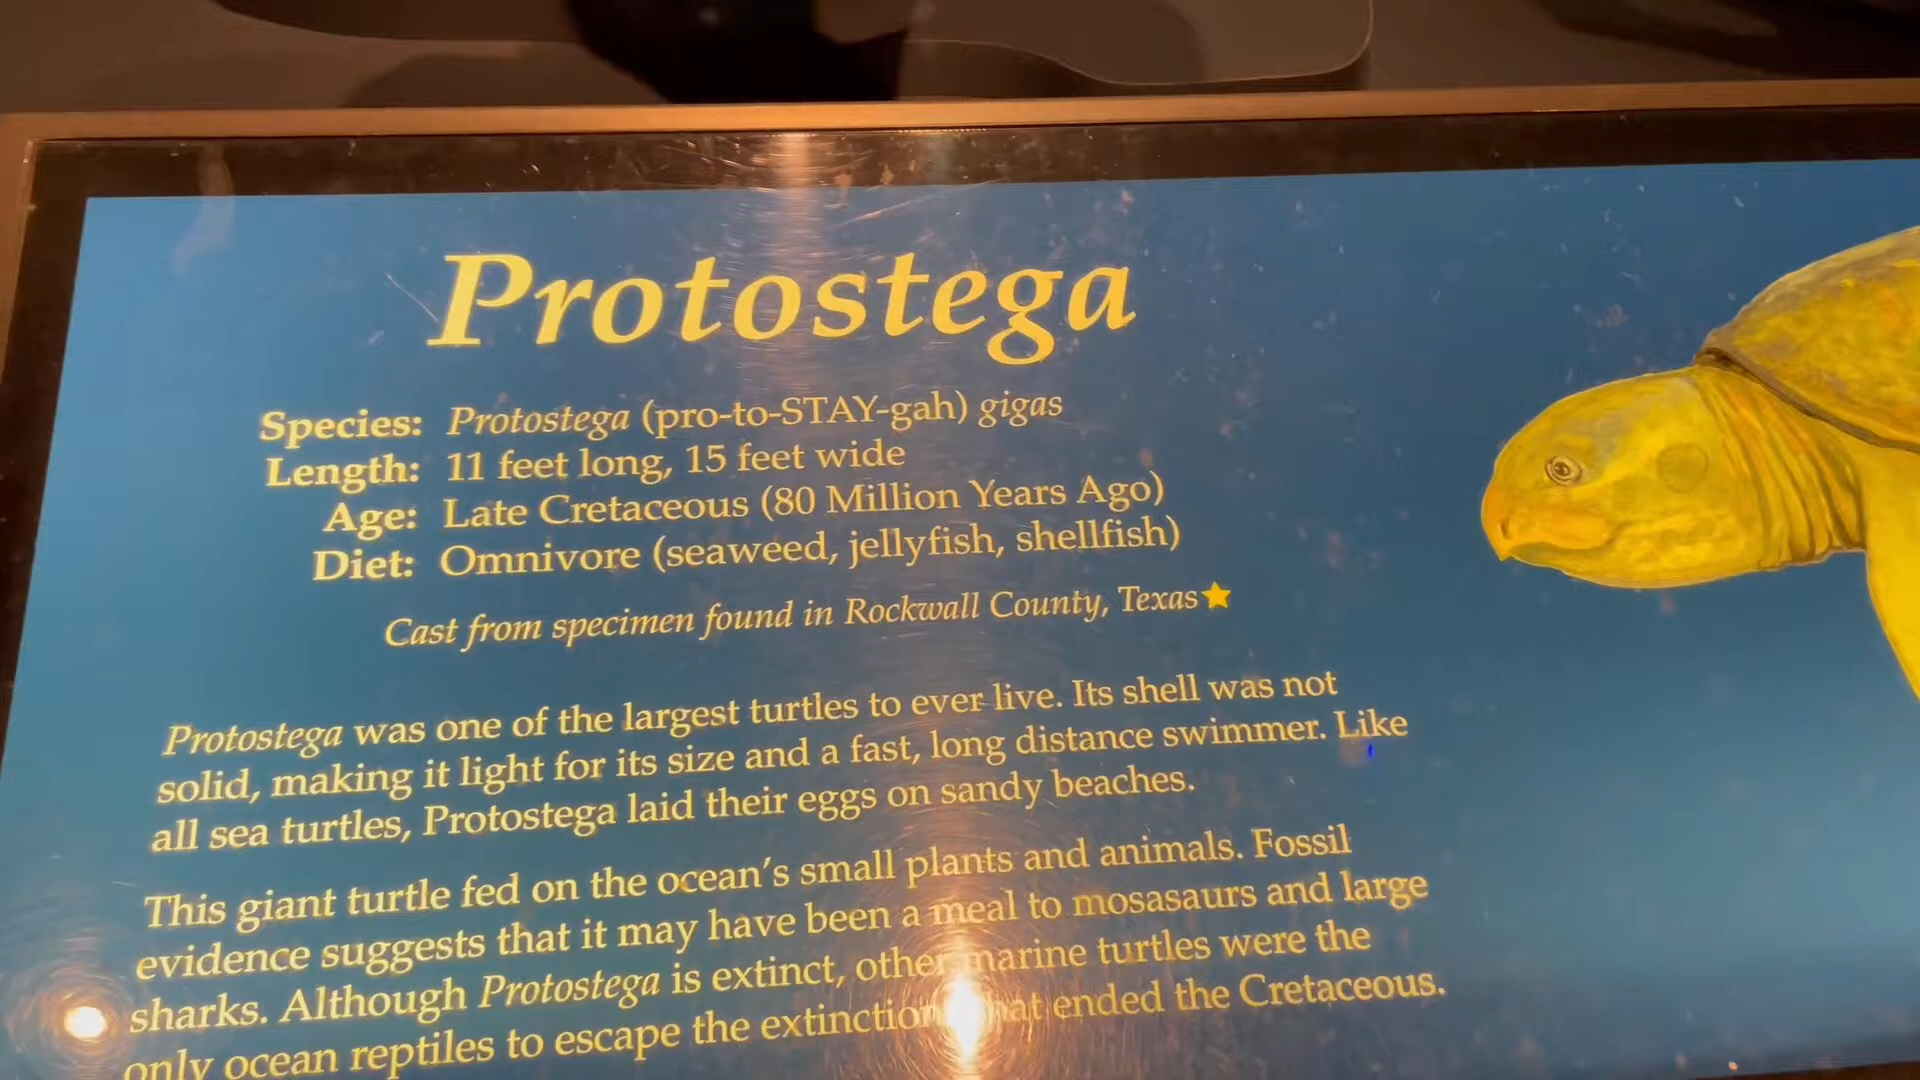 Protostega
Species: Protostega (pro-to-STAY-gah) gigas
Length: 11 feet long, 15 feet wide
Age: Late Cretaceous (80 Million Years Ago)
Diet: Omnivore (seaweed, jellyfish, shellfish)
Cast from specimen found in Rockwall County, Texas
Protostega was one of the largest turtles to ever live. Its shell was not
solid, making it light for its size and a fast, long distance swimmer. Like
all sea turtles, Protostega laid their eggs on sandy beaches.
This giant turtle fed on the ocean's small plants and animals. Fossil
evidence suggests that it may have been a meal to mosasaurs and large
sharks. Although Protostega is extinct, other marine turtles were the
only ocean reptiles to escape the extinction that ended the Cretaceous.